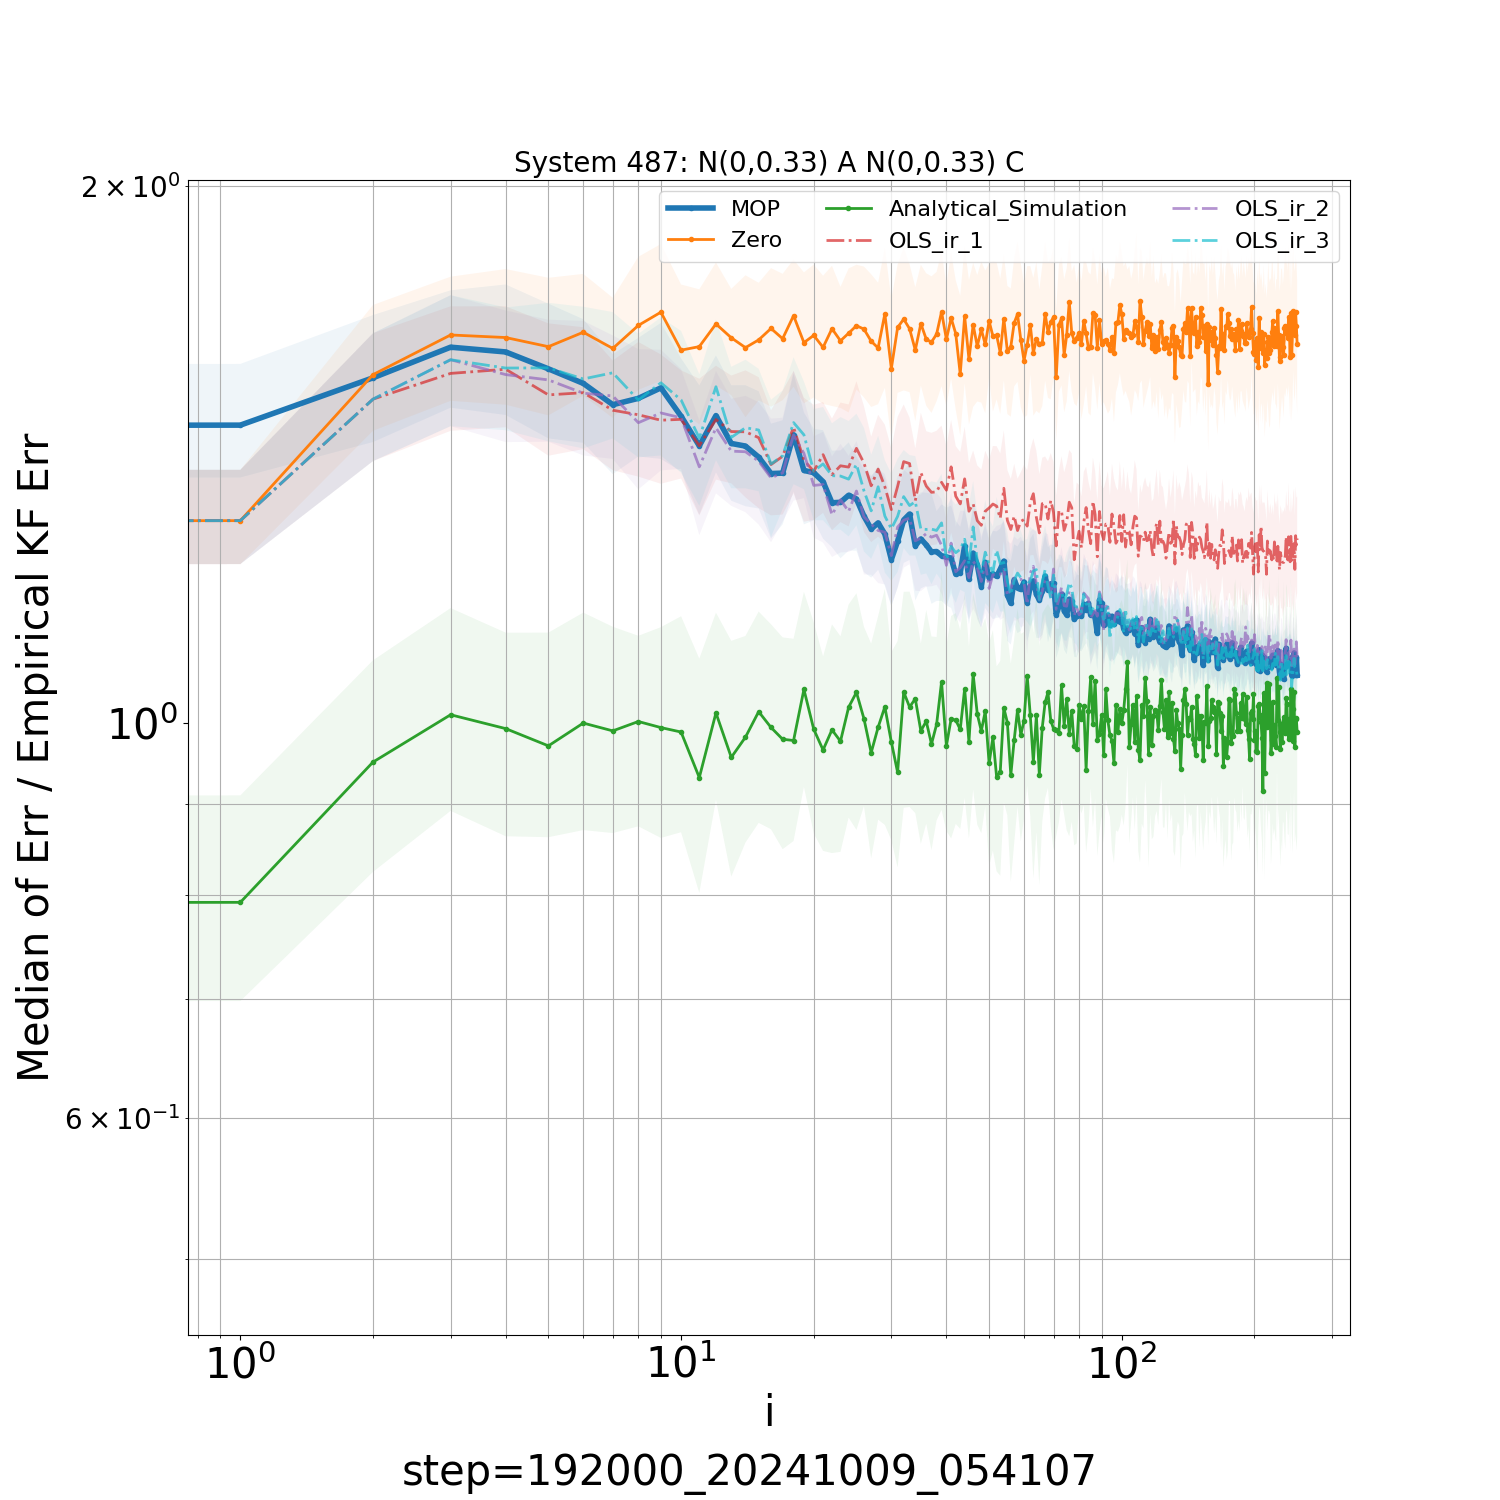 System 487: N(0,0.33) A N(0,0.33) C
MOP
Zero
Analytical_Simulation
OLS_ir_1
OLS_ir_2
OLS_ir_3
2 × 10⁰
10⁰
6 × 10⁻¹
Median of Err / Empirical KF Err
10⁰ 10¹ 10²
i
step=192000_20241009_054107